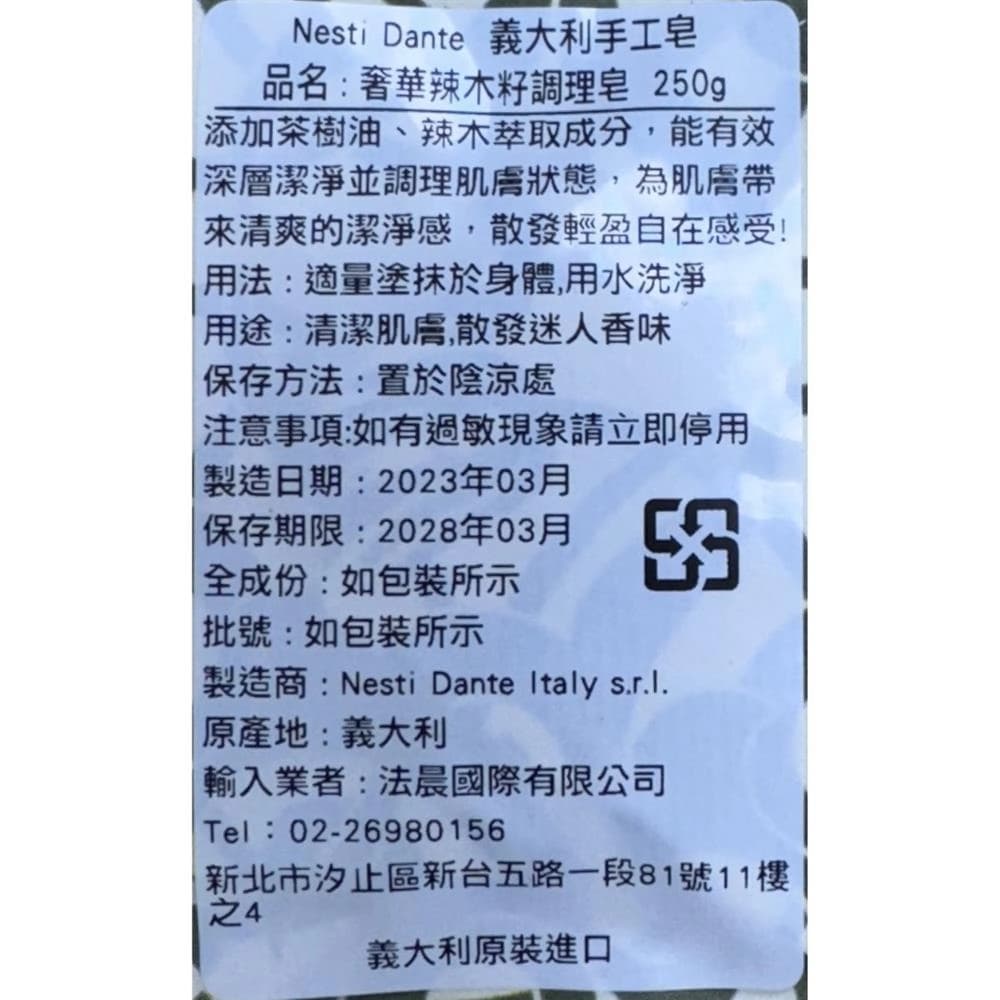 Nesti Dante 義大利手工皂
品名：奢華辣木籽調理皂 250g
添加茶樹油、辣木萃取成分，能有效
深層潔淨並調理肌膚狀態，為肌膚帶
來清爽的潔淨感，散發輕盈自在感受!
用法：適量塗抹於身體,用水洗淨
用途：清潔肌膚,散發迷人香味
保存方法：置於陰涼處
注意事項:如有過敏現象請立即停用
製造日期：2023年03月
保存期限：2028年03月
全成份：如包裝所示
批號：如包裝所示
製造商：Nesti Dante Italy s.r.l.
原產地：義大利
輸入業者：法晨國際有限公司
Tel：02-26980156
新北市汐止區新台五路一段81號11樓
之4
義大利原裝進口